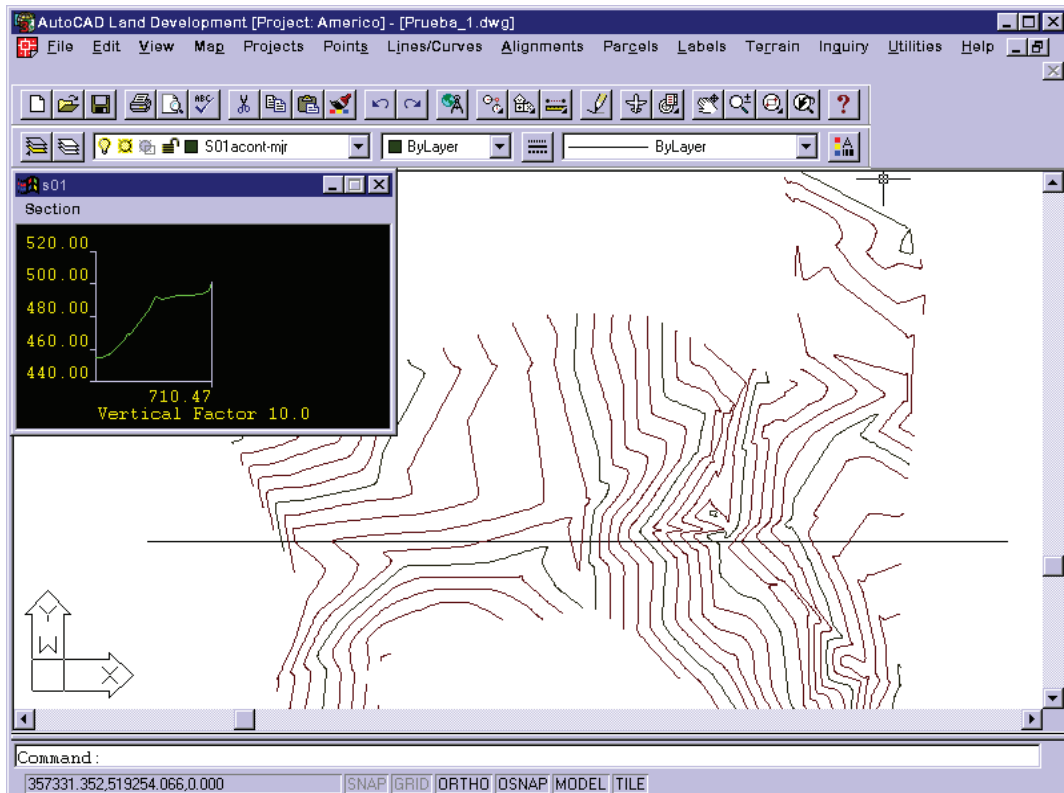 AutoCAD Land Development [Project: Americo] - [Prueba_1.dwg]
File Edit View Map Projects Points Lines/Curves Alignments Parcels Labels Terrain Inquiry Utilities Help
ABC ?
S01acont-mjr ByLayer ByLayer
s01
Section
520.00
500.00
480.00
460.00
440.00
710.47
Vertical Factor 10.0
Y
W
X
Command:
357331.352,519254.066,0.000 SNAP GRID ORTHO OSNAP MODEL TILE